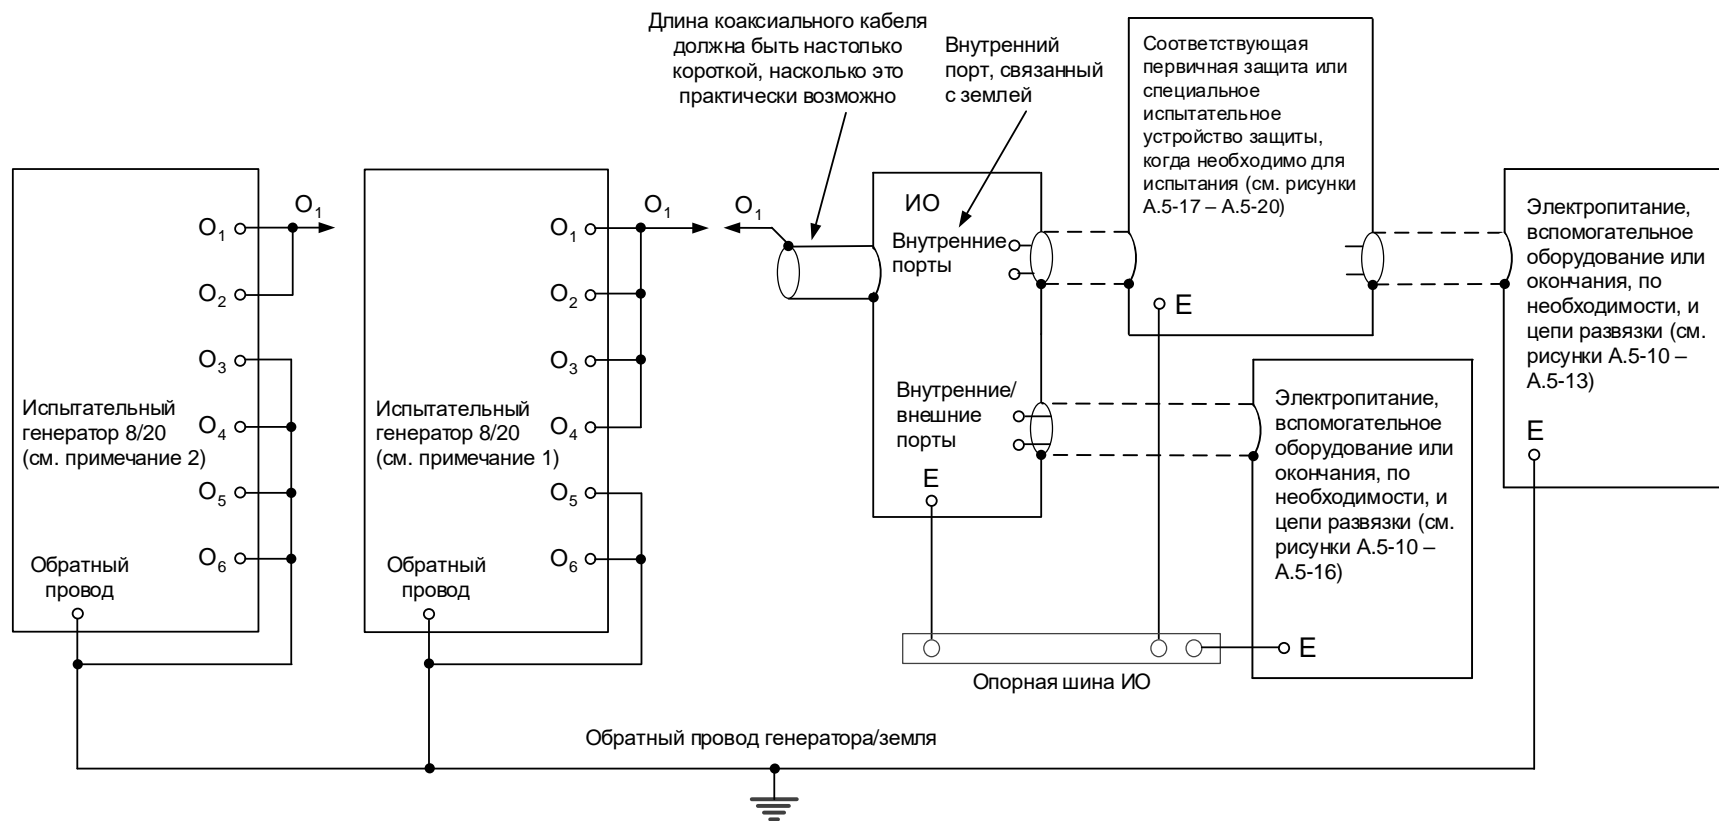 Длина коаксиального кабеля
должна быть настолько
короткой, насколько это
практически возможно
Внутренний
порт, связанный
с землей
Соответствующая
первичная защита или
специальное
испытательное
устройство защиты,
когда необходимо для
испытания (см. рисунки
A.5-17 – A.5-20)
E
Электропитание,
вспомогательное
оборудование или
окончания, по
необходимости, и
цепи развязки (см.
рисунки A.5-10 –
A.5-13)
E
O1
O2
O3
O4
O5
O6
O1
Испытательный
генератор 8/20
(см. примечание 2)
Обратный
провод
O1
O2
O3
O4
O5
O6
O1
Испытательный
генератор 8/20
(см. примечание 1)
Обратный
провод
O1
ИО
Внутренние
порты
Внутренние/
внешние
порты
E
Электропитание,
вспомогательное
оборудование или
окончания, по
необходимости, и
цепи развязки (см.
рисунки A.5-10 –
A.5-16)
E
Опорная шина ИО
Обратный провод генератора/земля